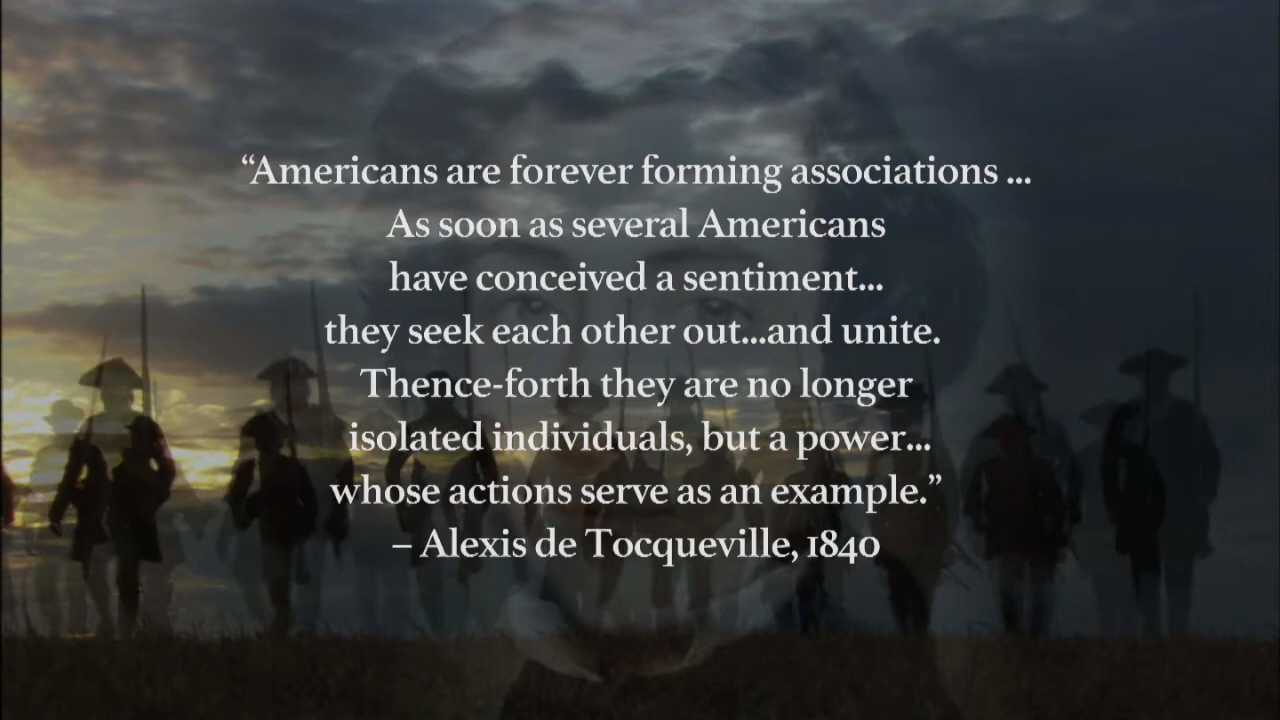 “Americans are forever forming associations ...
As soon as several Americans
have conceived a sentiment...
they seek each other out...and unite.
Thence-forth they are no longer
isolated individuals, but a power...
whose actions serve as an example.”
– Alexis de Tocqueville, 1840